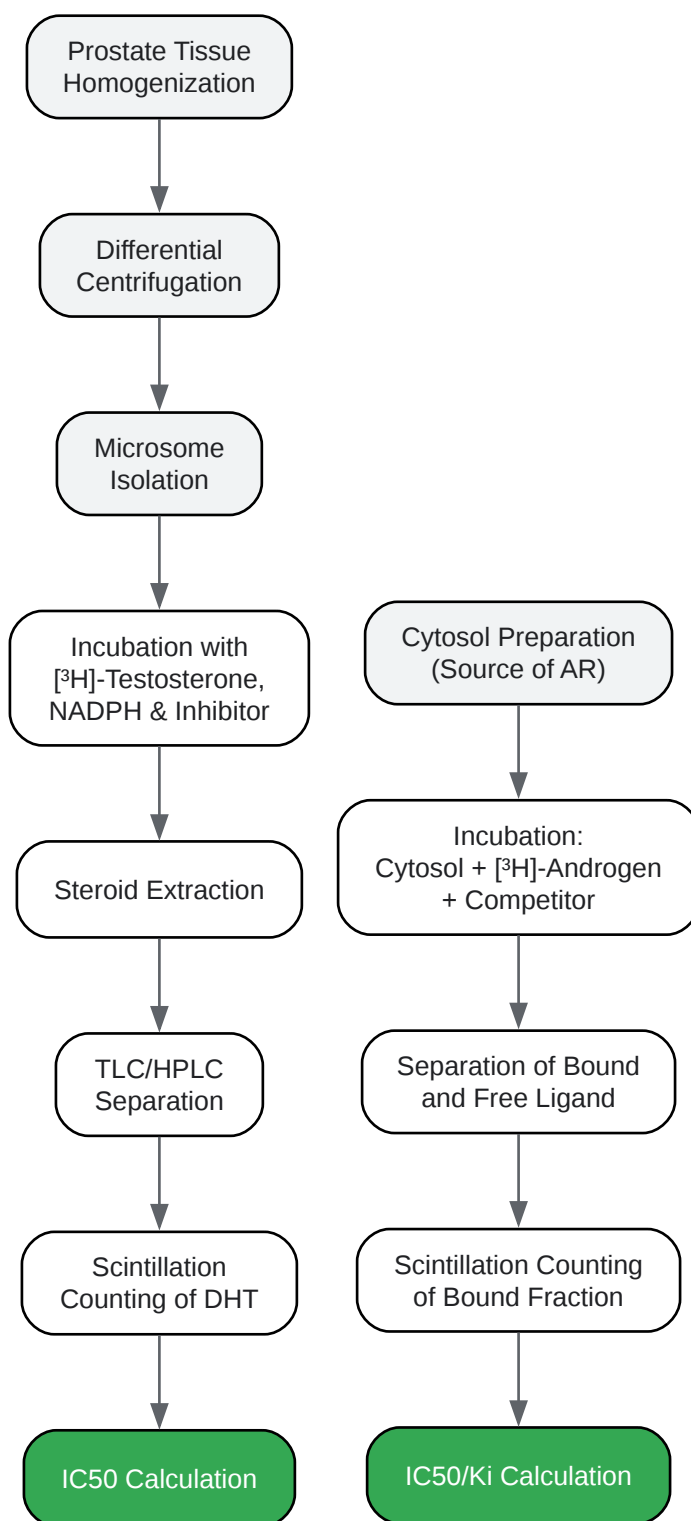 Prostate Tissue
Homogenization
Differential
Centrifugation
Microsome
Isolation
Incubation with
[³H]-Testosterone,
NADPH & Inhibitor
Steroid Extraction
TLC/HPLC
Separation
Scintillation
Counting of DHT
IC50 Calculation
Cytosol Preparation
(Source of AR)
Incubation:
Cytosol + [³H]-Androgen
+ Competitor
Separation of Bound
and Free Ligand
Scintillation Counting
of Bound Fraction
IC50/Ki Calculation